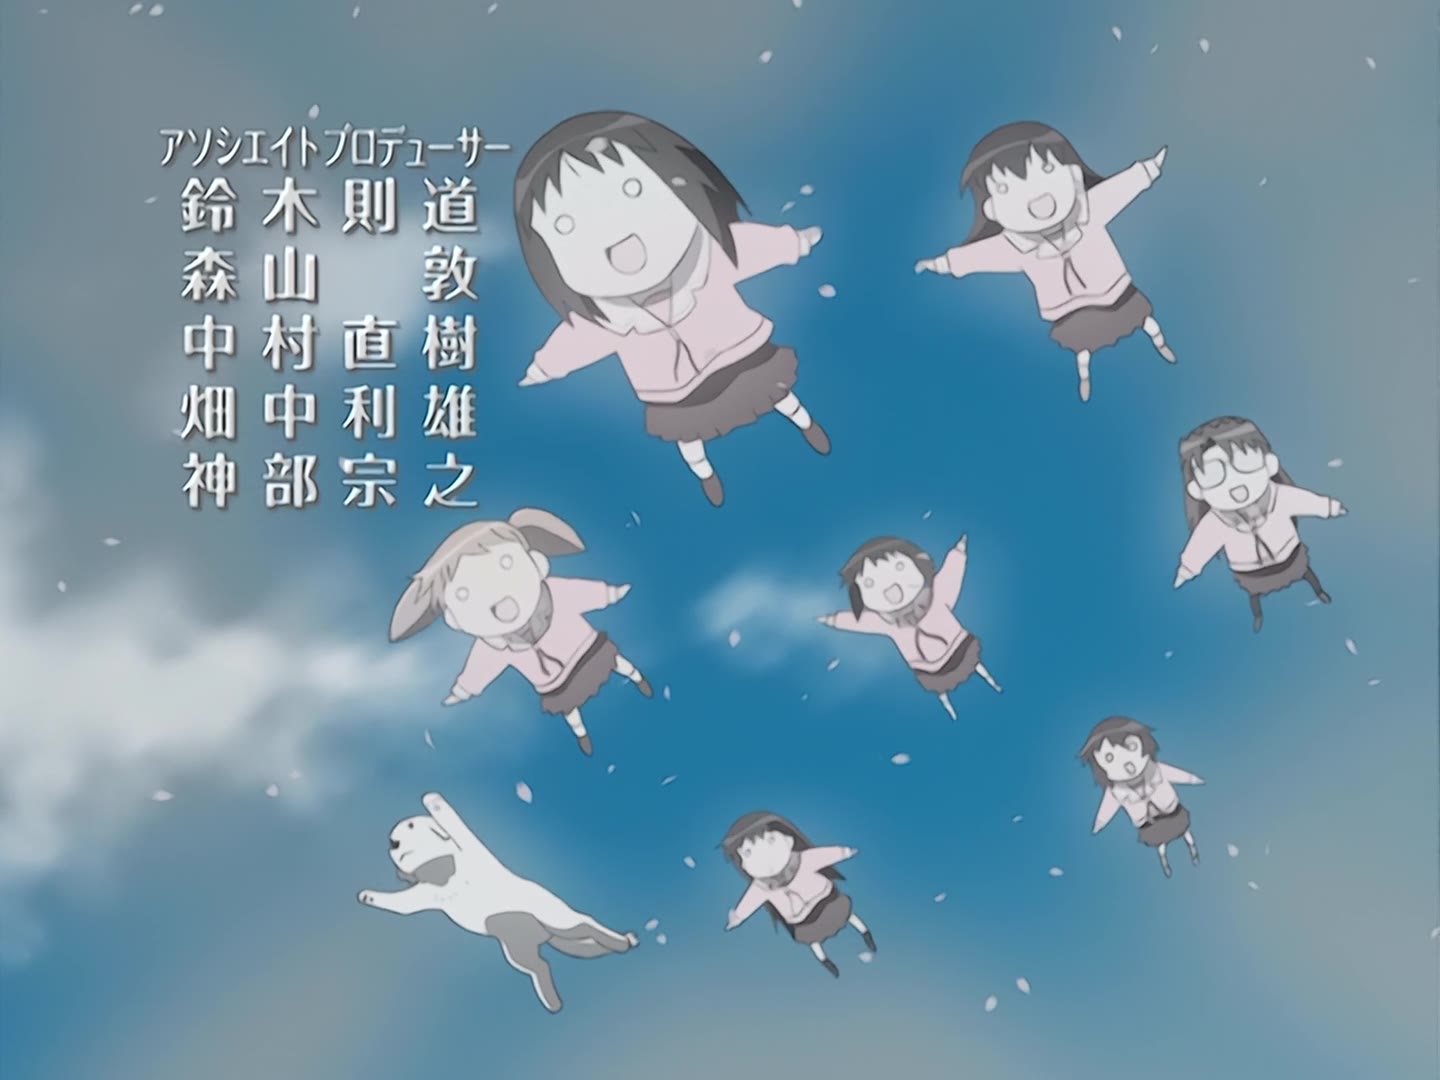 アソシエイトプロデューサー
鈴木則道
森山 敦
中村直樹
畑中利雄
神部宗之